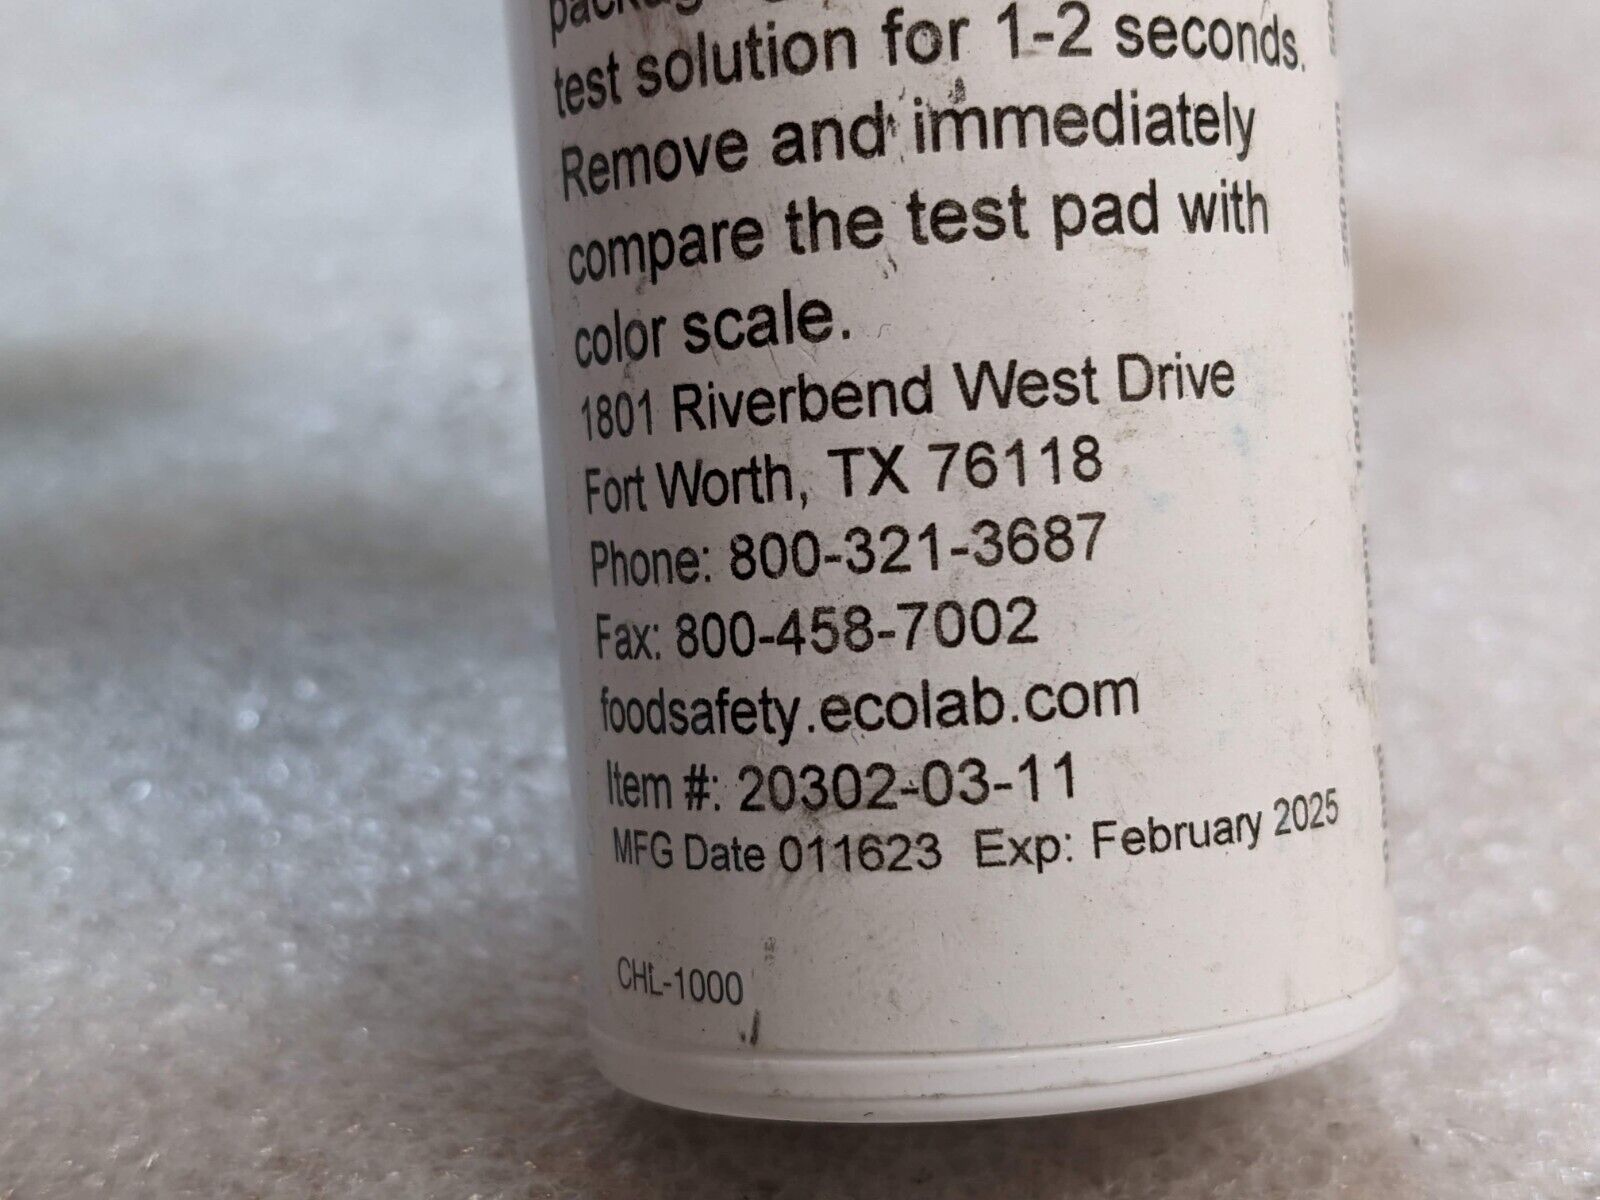 test solution for 1-2 seconds.
Remove and immediately
compare the test pad with
color scale.
1801 Riverbend West Drive
Fort Worth, TX 76118
Phone: 800-321-3687
Fax: 800-458-7002
foodsafety.ecolab.com
Item #: 20302-03-11
MFG Date 011623 Exp: February 2025
CHL-1000